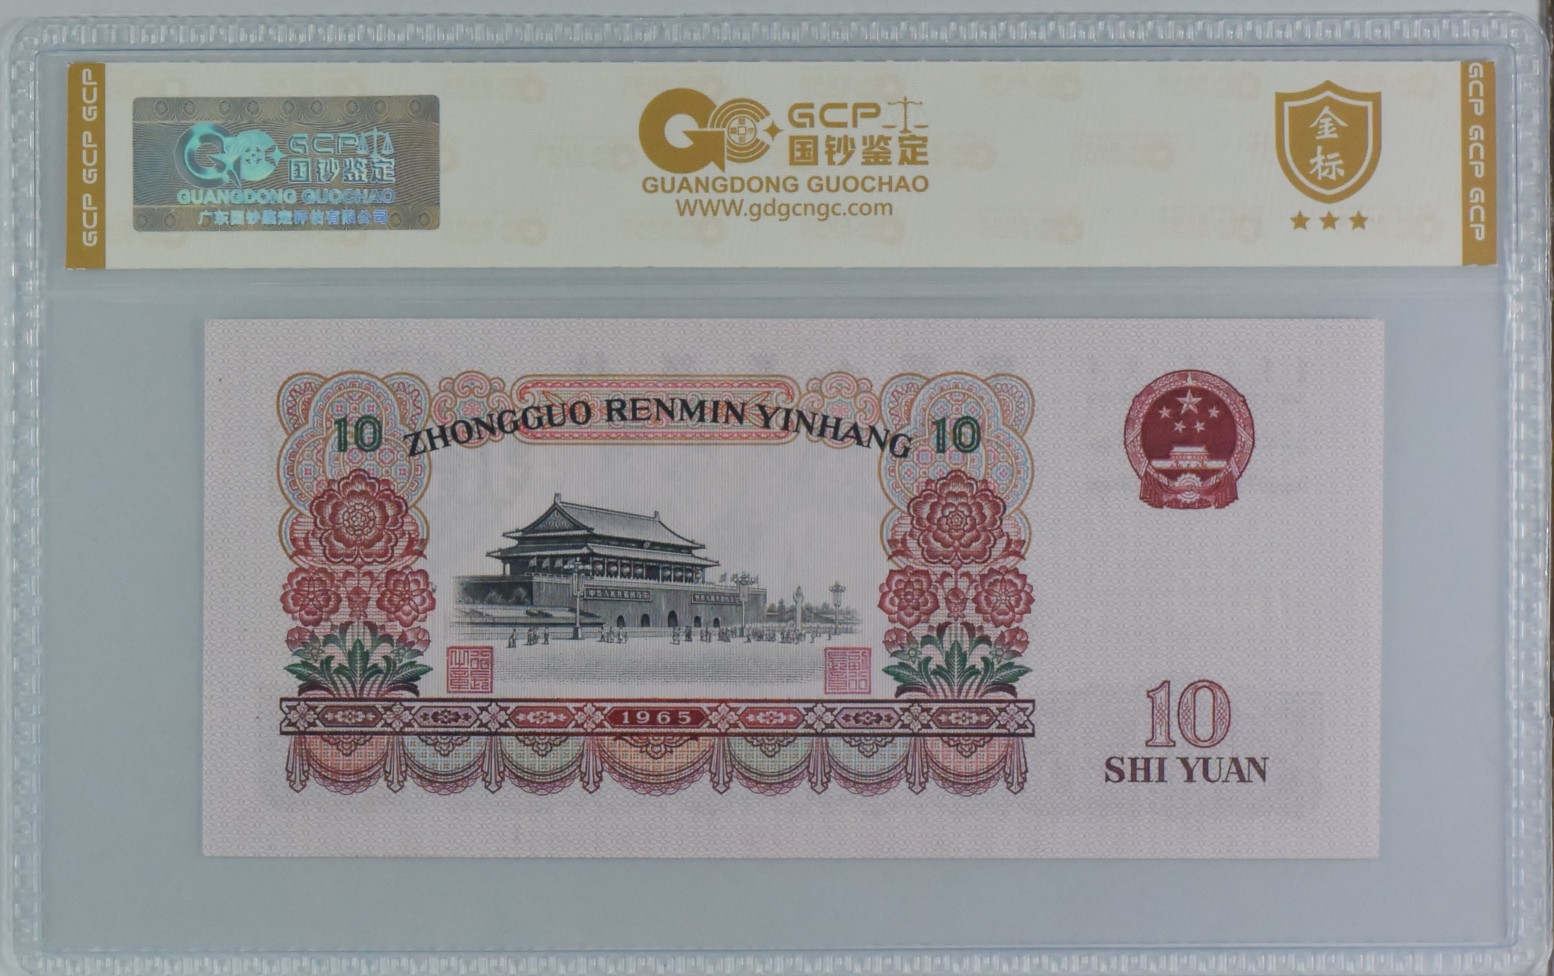 GCP GCP GCP
GCP
国钞鉴定
GUANGDONG GUOCHAO
广东国钞鉴定评估有限公司
GCP
国钞鉴定
GUANGDONG GUOCHAO
WWW.gdgcngc.com
金
标
GCP GCP GCP
ZHONGGUO RENMIN YINHANG
10
10
1965
10
SHI YUAN